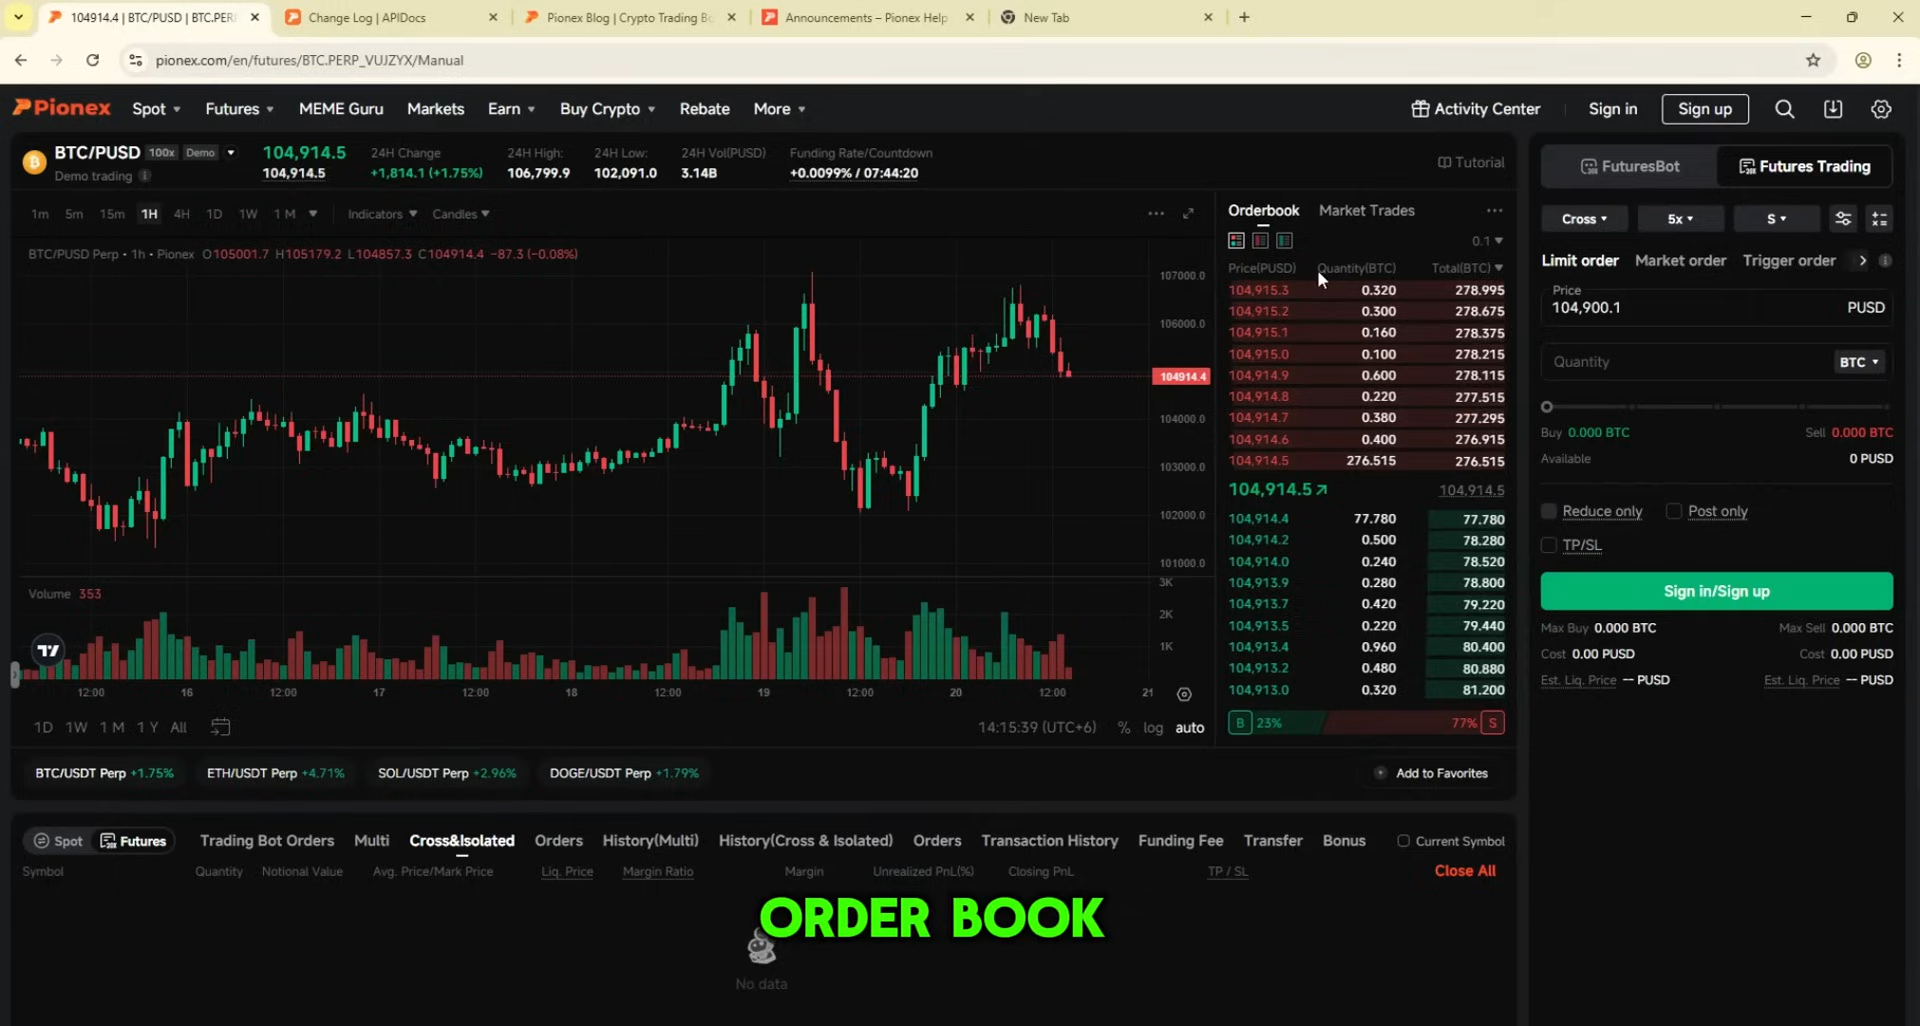 104914.4 | BTC/PUSD | BTC.PERP
Change Log | APIDocs
Pionex Blog | Crypto Trading Bo
Announcements – Pionex Help
New Tab
pionex.com/en/futures/BTC.PERP_VUJZYX/Manual
Pionex
Spot
Futures
MEME Guru
Markets
Earn
Buy Crypto
Rebate
More
Activity Center
Sign in
Sign up
BTC/PUSD 100x Demo
Demo trading
104,914.5
104,914.5
24H Change
+1,814.1 (+1.75%)
24H High:
106,799.9
24H Low:
102,091.0
24H Vol(PUSD)
3.14B
Funding Rate/Countdown
+0.0099% / 07:44:20
Tutorial
1m 5m 15m 1H 4H 1D 1W 1 M Indicators Candles
BTC/PUSD Perp • 1h • Pionex O105001.7 H105179.2 L104857.3 C104914.4 −87.3 (−0.08%)
107000.0
106000.0
104914.4
104000.0
103000.0
102000.0
101000.0
Volume 353
3K
2K
1K
12:00 16 12:00 17 12:00 18 12:00 19 12:00 20 12:00 21
1D 1W 1 M 1 Y All
14:15:39 (UTC+6) % log auto
Orderbook Market Trades
0.1
Price(PUSD) Quantity(BTC) Total(BTC)
104,915.3 0.320 278.995
104,915.2 0.300 278.675
104,915.1 0.160 278.375
104,915.0 0.100 278.215
104,914.9 0.600 278.115
104,914.8 0.220 277.515
104,914.7 0.380 277.295
104,914.6 0.400 276.915
104,914.5 276.515 276.515
104,914.5 104,914.5
104,914.4 77.780 77.780
104,914.2 0.500 78.280
104,914.0 0.240 78.520
104,913.9 0.280 78.800
104,913.7 0.420 79.220
104,913.5 0.220 79.440
104,913.4 0.960 80.400
104,913.2 0.480 80.880
104,913.0 0.320 81.200
B 23% 77% S
FuturesBot Futures Trading
Cross 5x S
Limit order Market order Trigger order
Price
104,900.1 PUSD
Quantity BTC
Buy 0.000 BTC Sell 0.000 BTC
Available 0 PUSD
Reduce only Post only
TP/SL
Sign in/Sign up
Max Buy 0.000 BTC Max Sell 0.000 BTC
Cost 0.00 PUSD Cost 0.00 PUSD
Est. Liq. Price -- PUSD Est. Liq. Price -- PUSD
BTC/USDT Perp +1.75% ETH/USDT Perp +4.71% SOL/USDT Perp +2.96% DOGE/USDT Perp +1.79%
Add to Favorites
Spot Futures Trading Bot Orders Multi Cross&Isolated Orders History(Multi) History(Cross & Isolated) Orders Transaction History Funding Fee Transfer Bonus Current Symbol
Symbol Quantity Notional Value Avg. Price/Mark Price Liq. Price Margin Ratio Margin Unrealized PnL(%) Closing PnL TP / SL Close All
ORDER BOOK
No data